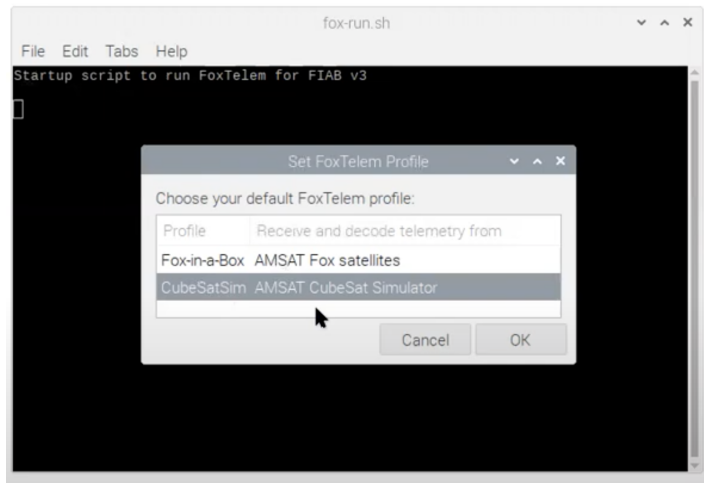 fox-run.sh
File Edit Tabs Help
Startup script to run FoxTelem for FIAB v3
Set FoxTelem Profile
Choose your default FoxTelem profile:
Profile Receive and decode telemetry from
Fox-in-a-Box AMSAT Fox satellites
CubeSatSim AMSAT CubeSat Simulator
Cancel OK